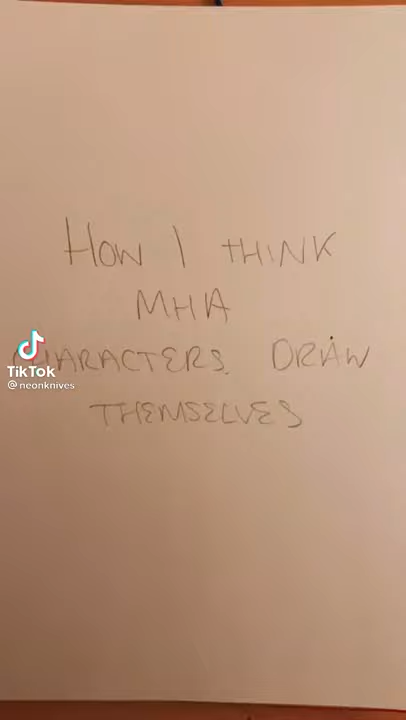 HOW I THINK
MHA
CHARACTERS DRAW
THEMSELVES
TikTok
@neonknives